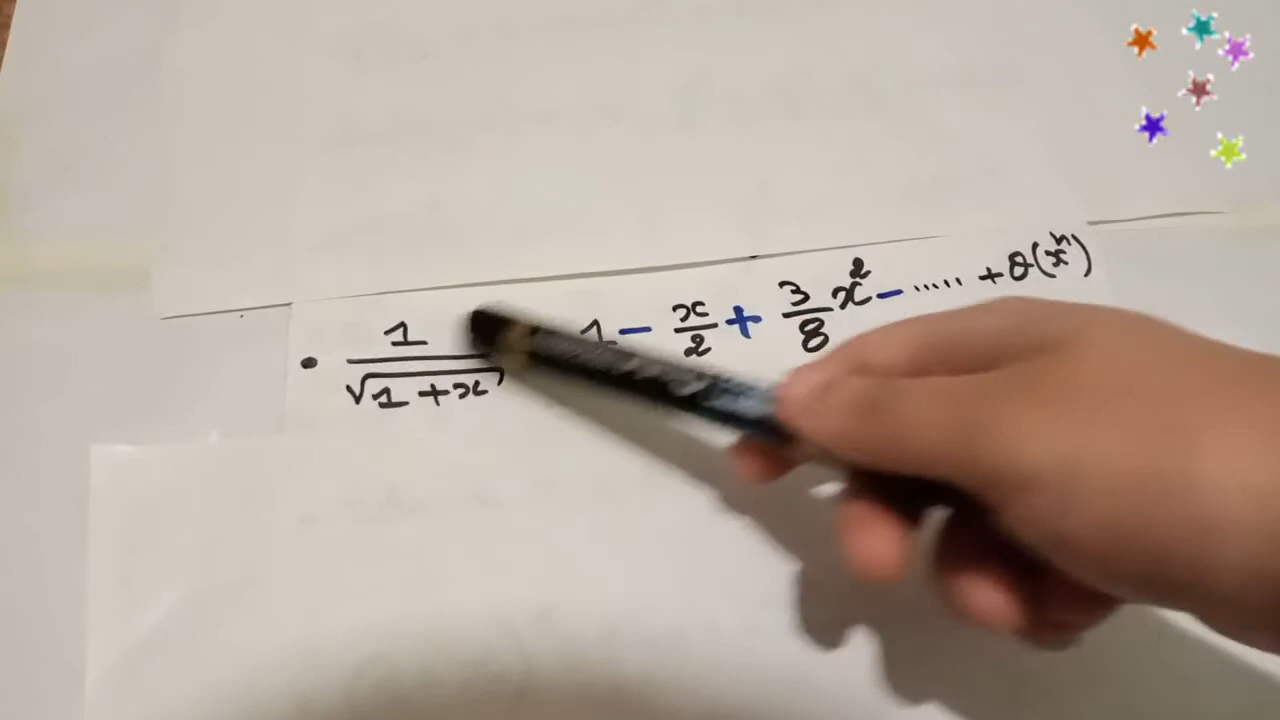 • 1/√(1+x) 1 - x/2 + 3/8 x² - ..... + θ(xⁿ)